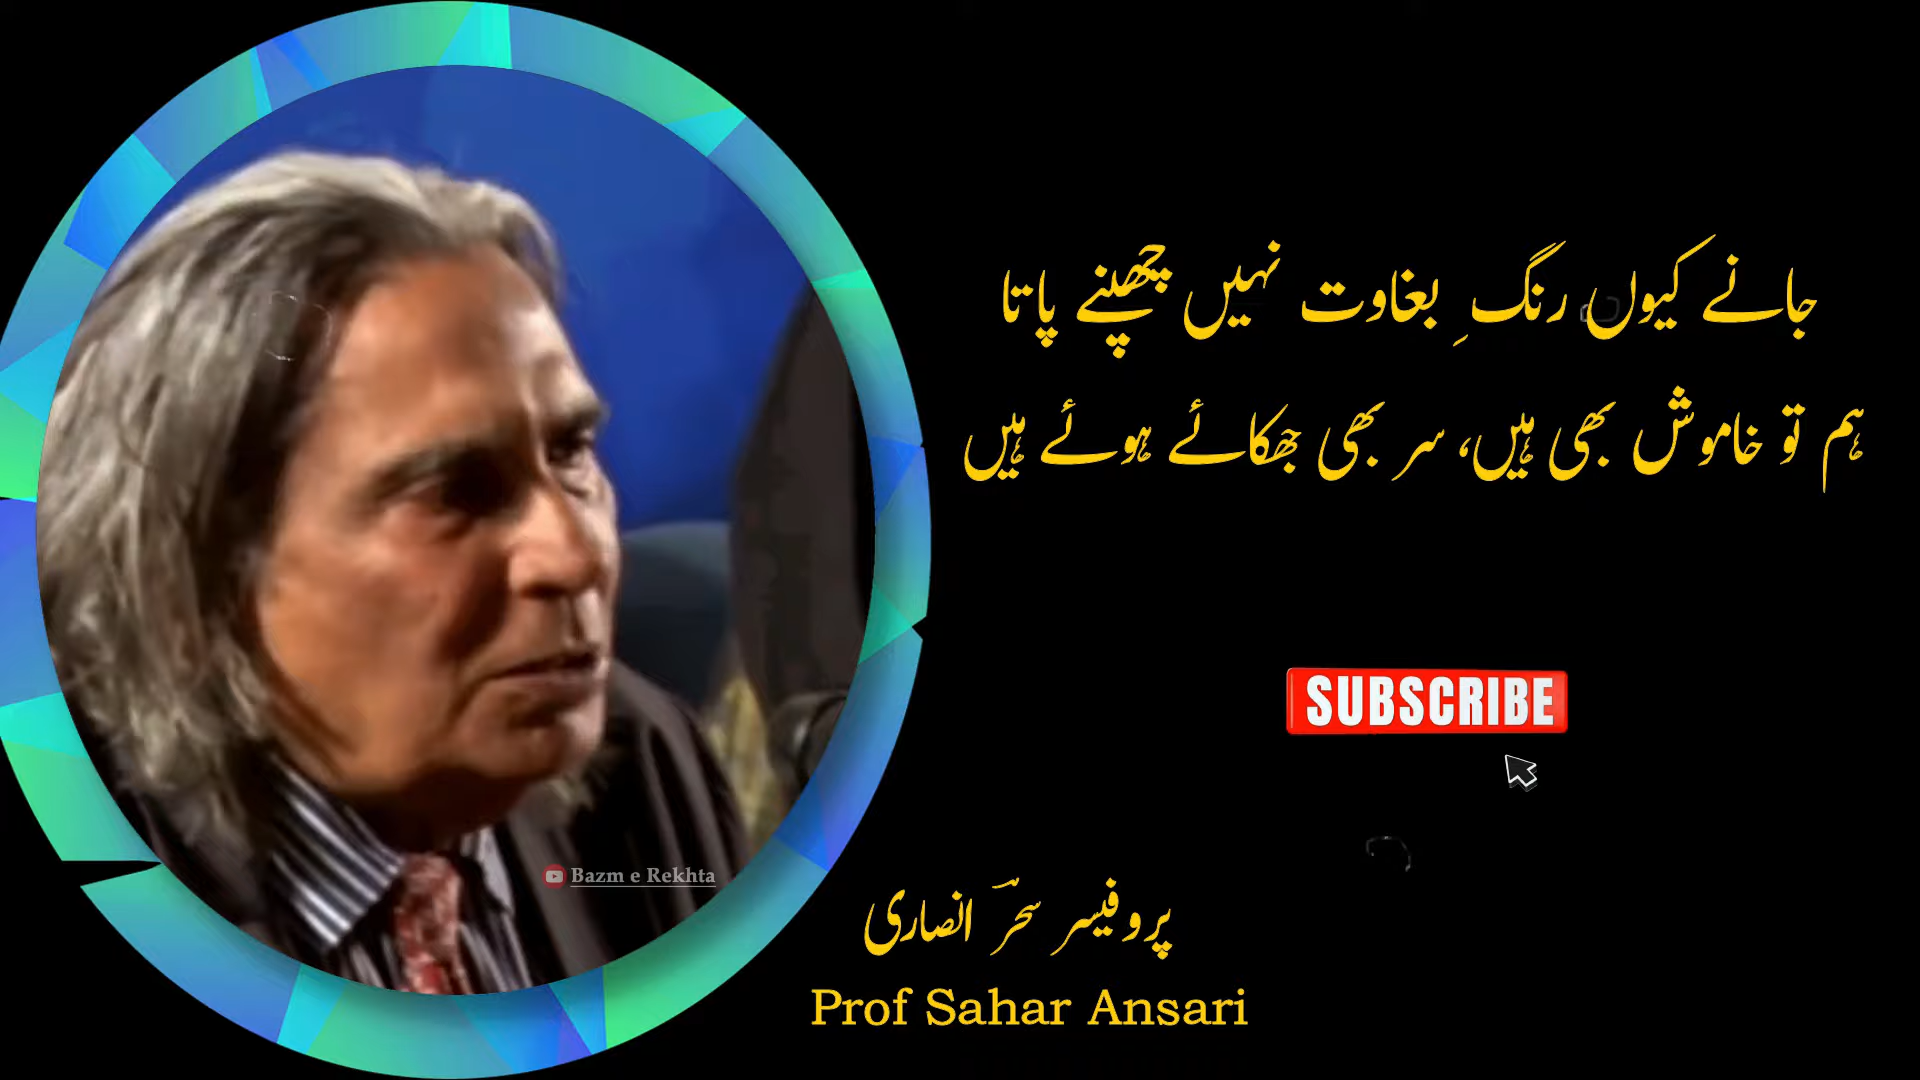 جانے کیوں رنگِ بغاوت نہیں چھپنے پاتا
ہم تو خاموش بھی ہیں، سر بھی جھکائے ہوئے ہیں
SUBSCRIBE
Bazm e Rekhta
پروفیسر سحرؔ انصاری
Prof Sahar Ansari